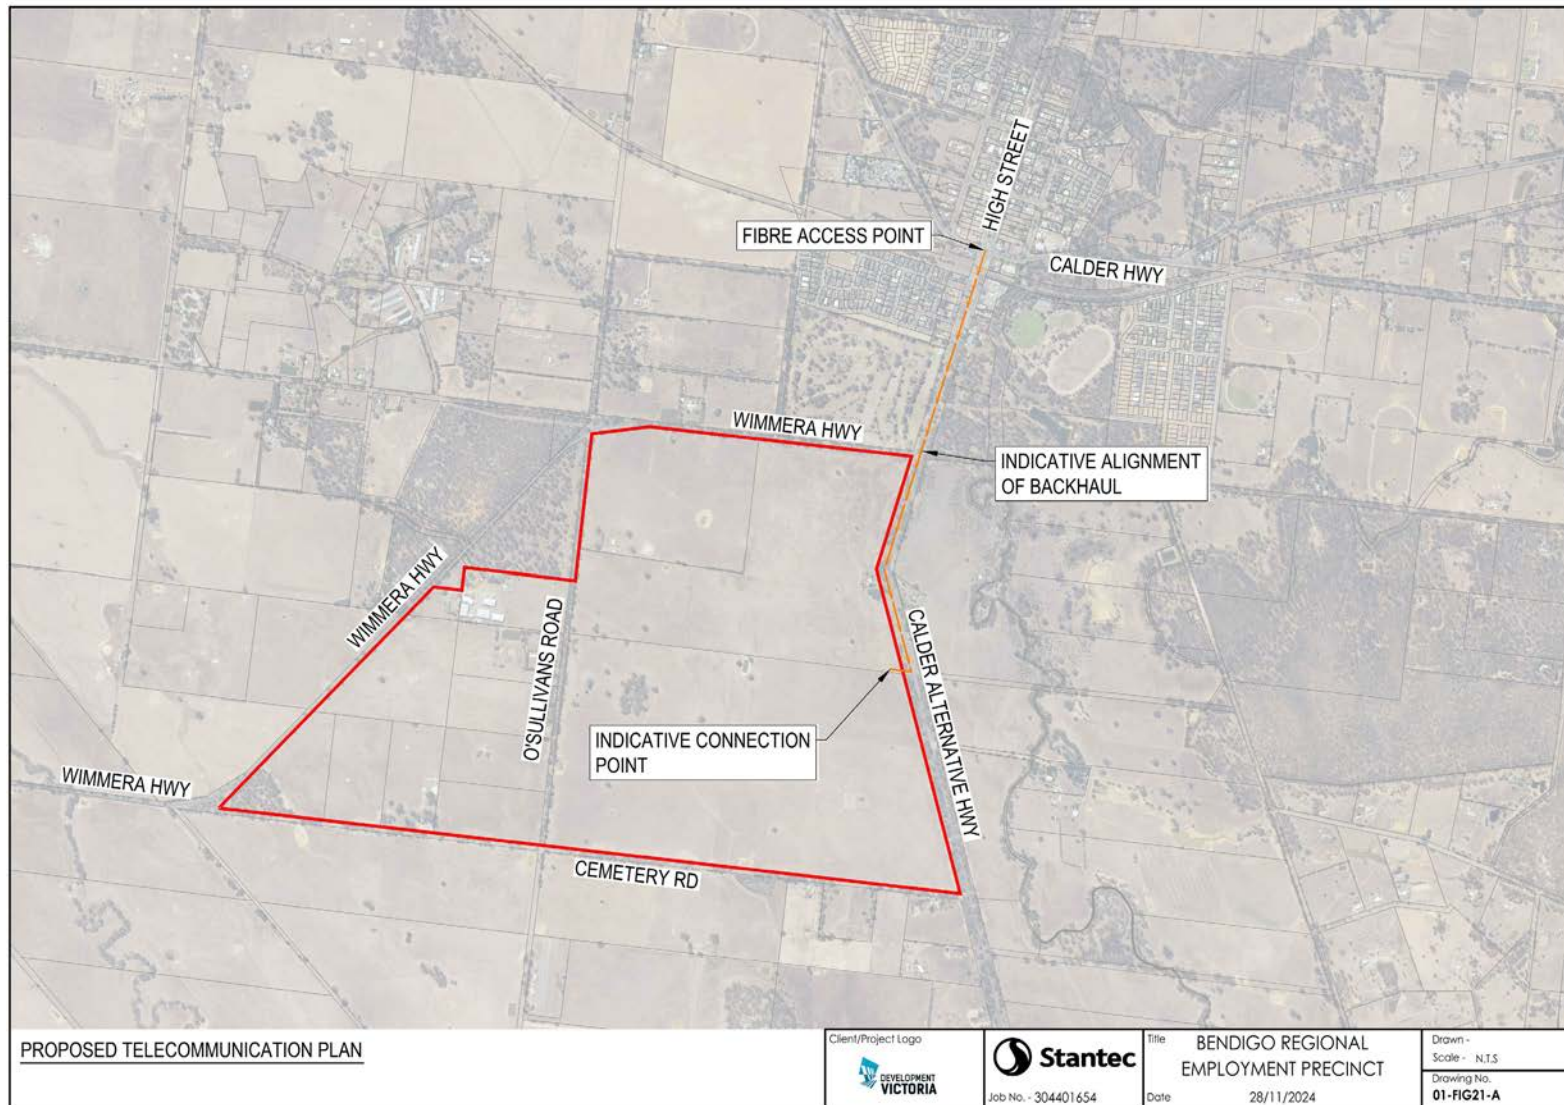 HIGH STREET
FIBRE ACCESS POINT
CALDER HWY
WIMMERA HWY
INDICATIVE ALIGNMENT
OF BACKHAUL
WIMMERA HWY
O'SULLIVANS ROAD
CALDER ALTERNATIVE HWY
INDICATIVE CONNECTION
POINT
WIMMERA HWY
CEMETERY RD
PROPOSED TELECOMMUNICATION PLAN
Client/Project Logo
DEVELOPMENT
VICTORIA
Stantec
Job No. - 304401654
Title
BENDIGO REGIONAL
EMPLOYMENT PRECINCT
Date 28/11/2024
Drawn -
Scale - N.T.S
Drawing No.
01-FIG21-A